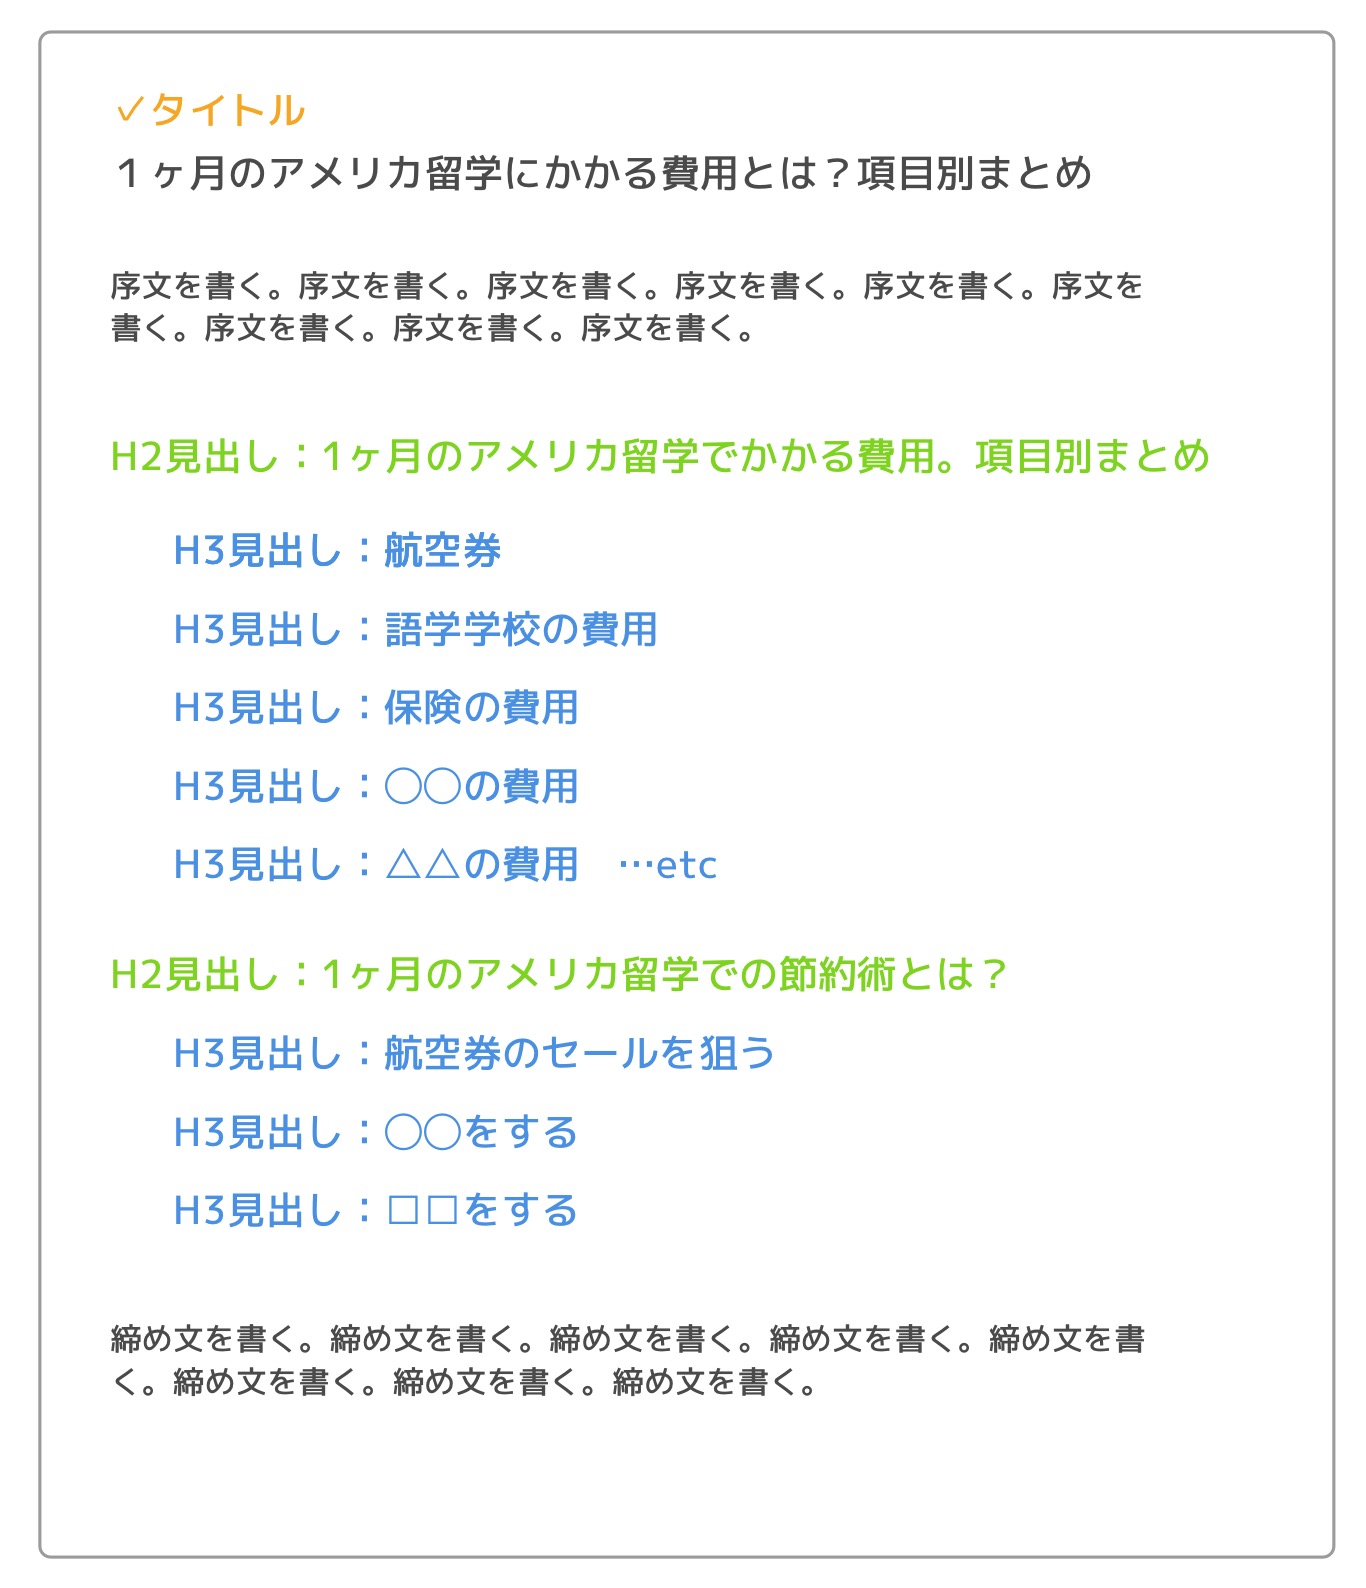 ✓タイトル
１ヶ月のアメリカ留学にかかる費用とは？項目別まとめ
序文を書く。序文を書く。序文を書く。序文を書く。序文を書く。序文を
書く。序文を書く。序文を書く。序文を書く。
H2見出し：1ヶ月のアメリカ留学でかかる費用。項目別まとめ
H3見出し：航空券
H3見出し：語学学校の費用
H3見出し：保険の費用
H3見出し：◯◯の費用
H3見出し：△△の費用　…etc
H2見出し：1ヶ月のアメリカ留学での節約術とは？
H3見出し：航空券のセールを狙う
H3見出し：◯◯をする
H3見出し：□□をする
締め文を書く。締め文を書く。締め文を書く。締め文を書く。締め文を書
く。締め文を書く。締め文を書く。締め文を書く。